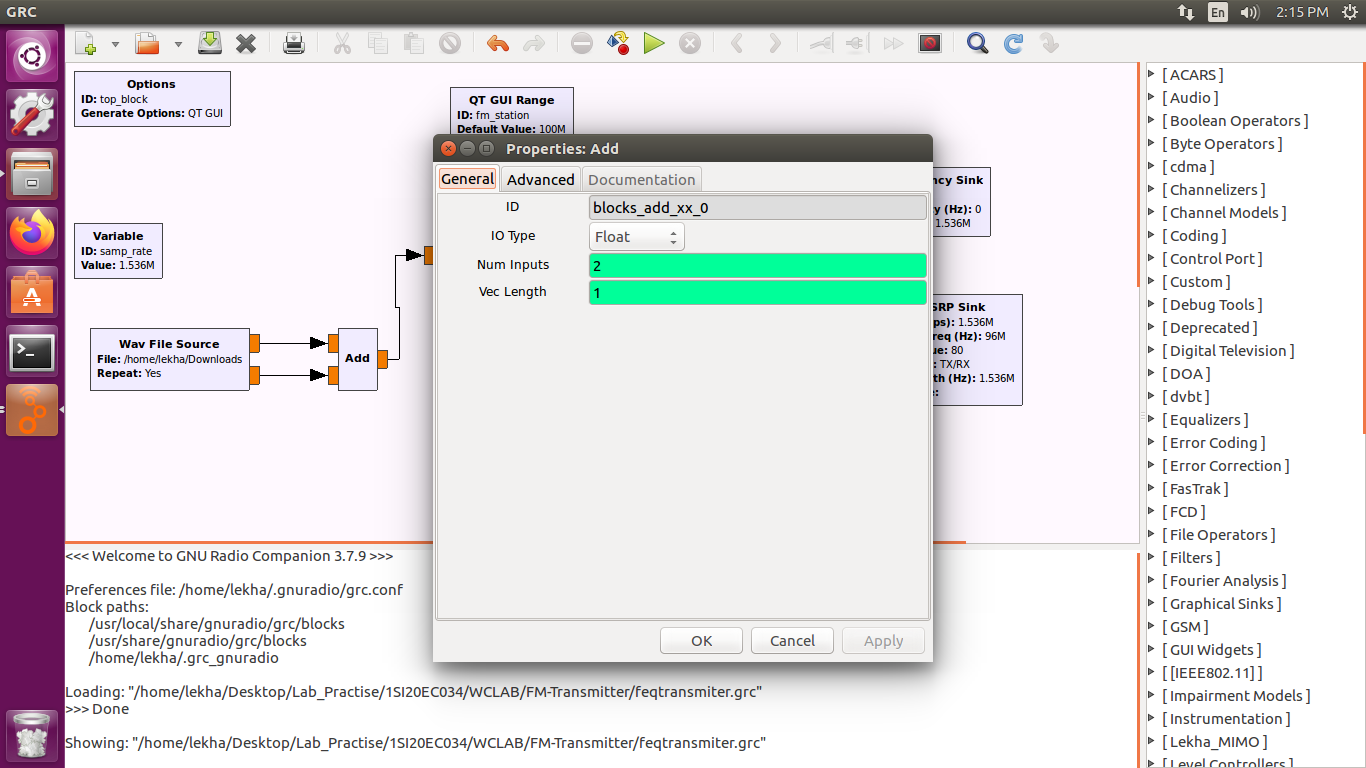 GRC
En
2:15 PM
Options
ID: top_block
Generate Options: QT GUI
QT GUI Range
ID: fm_station
Default Value: 100M
Variable
ID: samp_rate
Value: 1.536M
Wav File Source
File: /home/lekha/Downloads
Repeat: Yes
Add
ncy Sink
y (Hz): 0
1.536M
SRP Sink
ps): 1.536M
req (Hz): 96M
ue: 80
: TX/RX
th (Hz): 1.536M
e:
Properties: Add
General
Advanced
Documentation
ID
blocks_add_xx_0
IO Type
Float
Num Inputs
2
Vec Length
1
OK
Cancel
Apply
<<< Welcome to GNU Radio Companion 3.7.9 >>>
Preferences file: /home/lekha/.gnuradio/grc.conf
Block paths:
/usr/local/share/gnuradio/grc/blocks
/usr/share/gnuradio/grc/blocks
/home/lekha/.grc_gnuradio
Loading: "/home/lekha/Desktop/Lab_Practise/1SI20EC034/WCLAB/FM-Transmitter/feqtransmiter.grc"
>>> Done
Showing: "/home/lekha/Desktop/Lab_Practise/1SI20EC034/WCLAB/FM-Transmitter/feqtransmiter.grc"
[ ACARS ]
[ Audio ]
[ Boolean Operators ]
[ Byte Operators ]
[ cdma ]
[ Channelizers ]
[ Channel Models ]
[ Coding ]
[ Control Port ]
[ Custom ]
[ Debug Tools ]
[ Deprecated ]
[ Digital Television ]
[ DOA ]
[ dvbt ]
[ Equalizers ]
[ Error Coding ]
[ Error Correction ]
[ FasTrak ]
[ FCD ]
[ File Operators ]
[ Filters ]
[ Fourier Analysis ]
[ Graphical Sinks ]
[ GSM ]
[ GUI Widgets ]
[ [IEEE802.11] ]
[ Impairment Models ]
[ Instrumentation ]
[ Lekha_MIMO ]
[ Level Controllers ]